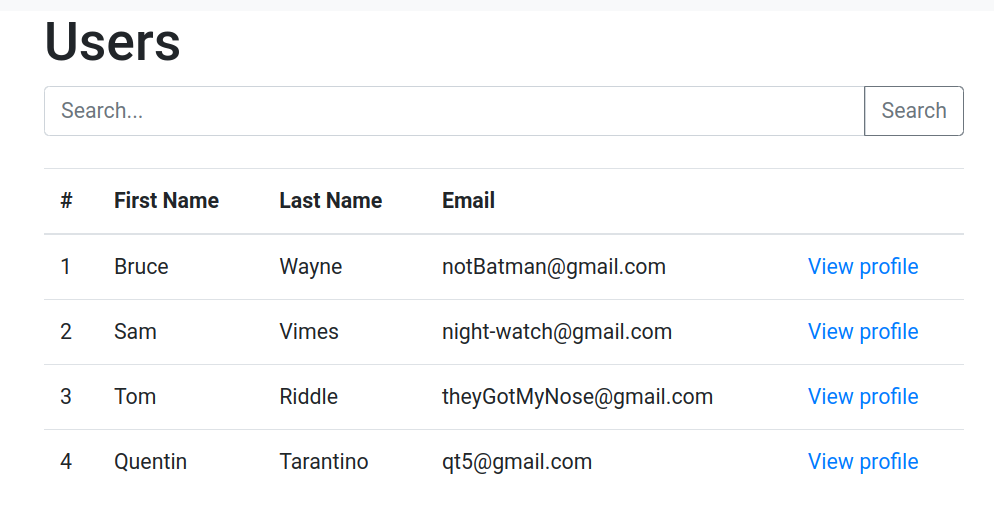 Users
Search... Search
# First Name Last Name Email
1 Bruce Wayne notBatman@gmail.com View profile
2 Sam Vimes night-watch@gmail.com View profile
3 Tom Riddle theyGotMyNose@gmail.com View profile
4 Quentin Tarantino qt5@gmail.com View profile